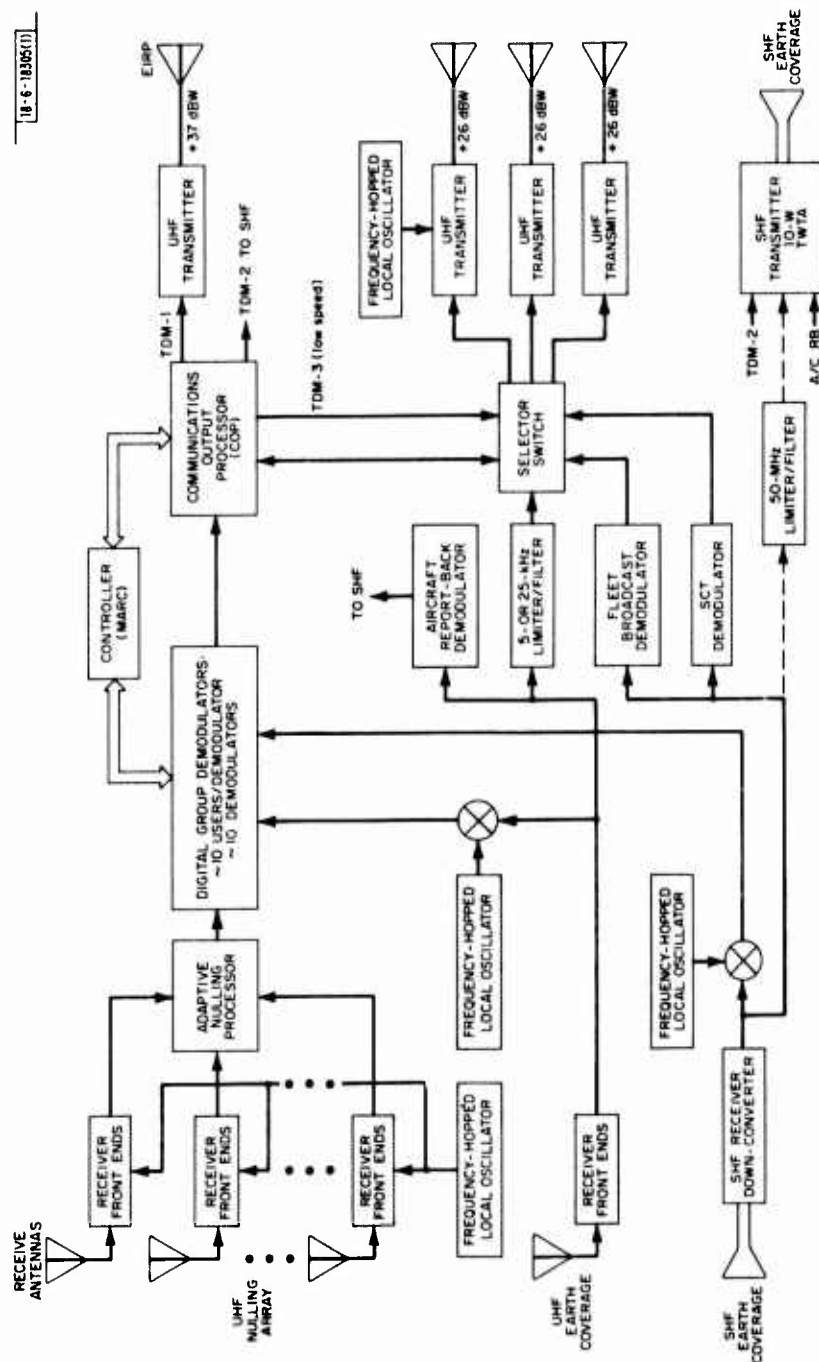 18-6-18305(1)
RECEIVE
ANTENNAS
RECEIVER
FRONT ENDS
RECEIVER
FRONT ENDS
RECEIVER
FRONT ENDS
UHF
NULLING
ARRAY
FREQUENCY-HOPPED
LOCAL OSCILLATOR
ADAPTIVE
NULLING
PROCESSOR
DIGITAL GROUP DEMODULATORS-
~10 USERS/DEMODULATOR
~10 DEMODULATORS
CONTROLLER
(MARC)
COMMUNICATIONS
OUTPUT
PROCESSOR
(COP)
TDM-1
UHF
TRANSMITTER
+37 dBW
EIRP
TDM-2 TO SHF
TDM-3 (low speed)
FREQUENCY-HOPPED
LOCAL OSCILLATOR
UHF
TRANSMITTER
+26 dBW
UHF
TRANSMITTER
+26 dBW
UHF
TRANSMITTER
+26 dBW
SELECTOR
SWITCH
TO SHF
AIRCRAFT
REPORT-BACK
DEMODULATOR
5-OR 25-kHz
LIMITER/FILTER
FLEET
BROADCAST
DEMODULATOR
SCT
DEMODULATOR
FREQUENCY-HOPPED
LOCAL OSCILLATOR
UHF
EARTH
COVERAGE
RECEIVER
FRONT ENDS
FREQUENCY-HOPPED
LOCAL OSCILLATOR
SHF
EARTH
COVERAGE
SHF RECEIVER
DOWN-CONVERTER
50-MHz
LIMITER/FILTER
TDM-2
A/C RB
SHF
TRANSMITTER
10-W
TWTA
SHF
EARTH
COVERAGE